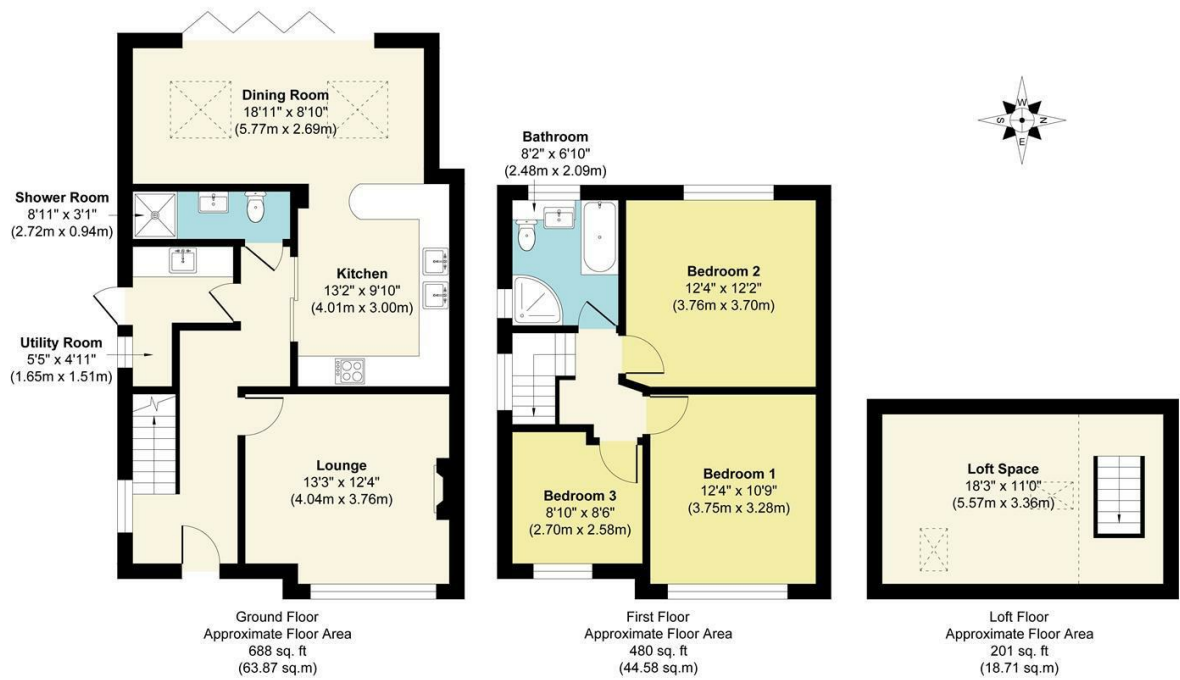 Dining Room
18'11" x 8'10"
(5.77m x 2.69m)
Shower Room
8'11" x 3'1"
(2.72m x 0.94m)
Kitchen
13'2" x 9'10"
(4.01m x 3.00m)
Utility Room
5'5" x 4'11"
(1.65m x 1.51m)
Lounge
13'3" x 12'4"
(4.04m x 3.76m)
Ground Floor
Approximate Floor Area
688 sq. ft
(63.87 sq.m)
Bathroom
8'2" x 6'10"
(2.48m x 2.09m)
Bedroom 2
12'4" x 12'2"
(3.76m x 3.70m)
Bedroom 1
12'4" x 10'9"
(3.75m x 3.28m)
Bedroom 3
8'10" x 8'6"
(2.70m x 2.58m)
First Floor
Approximate Floor Area
480 sq. ft
(44.58 sq.m)
W
S N
E
Loft Space
18'3" x 11'0"
(5.57m x 3.36m)
Loft Floor
Approximate Floor Area
201 sq. ft
(18.71 sq.m)